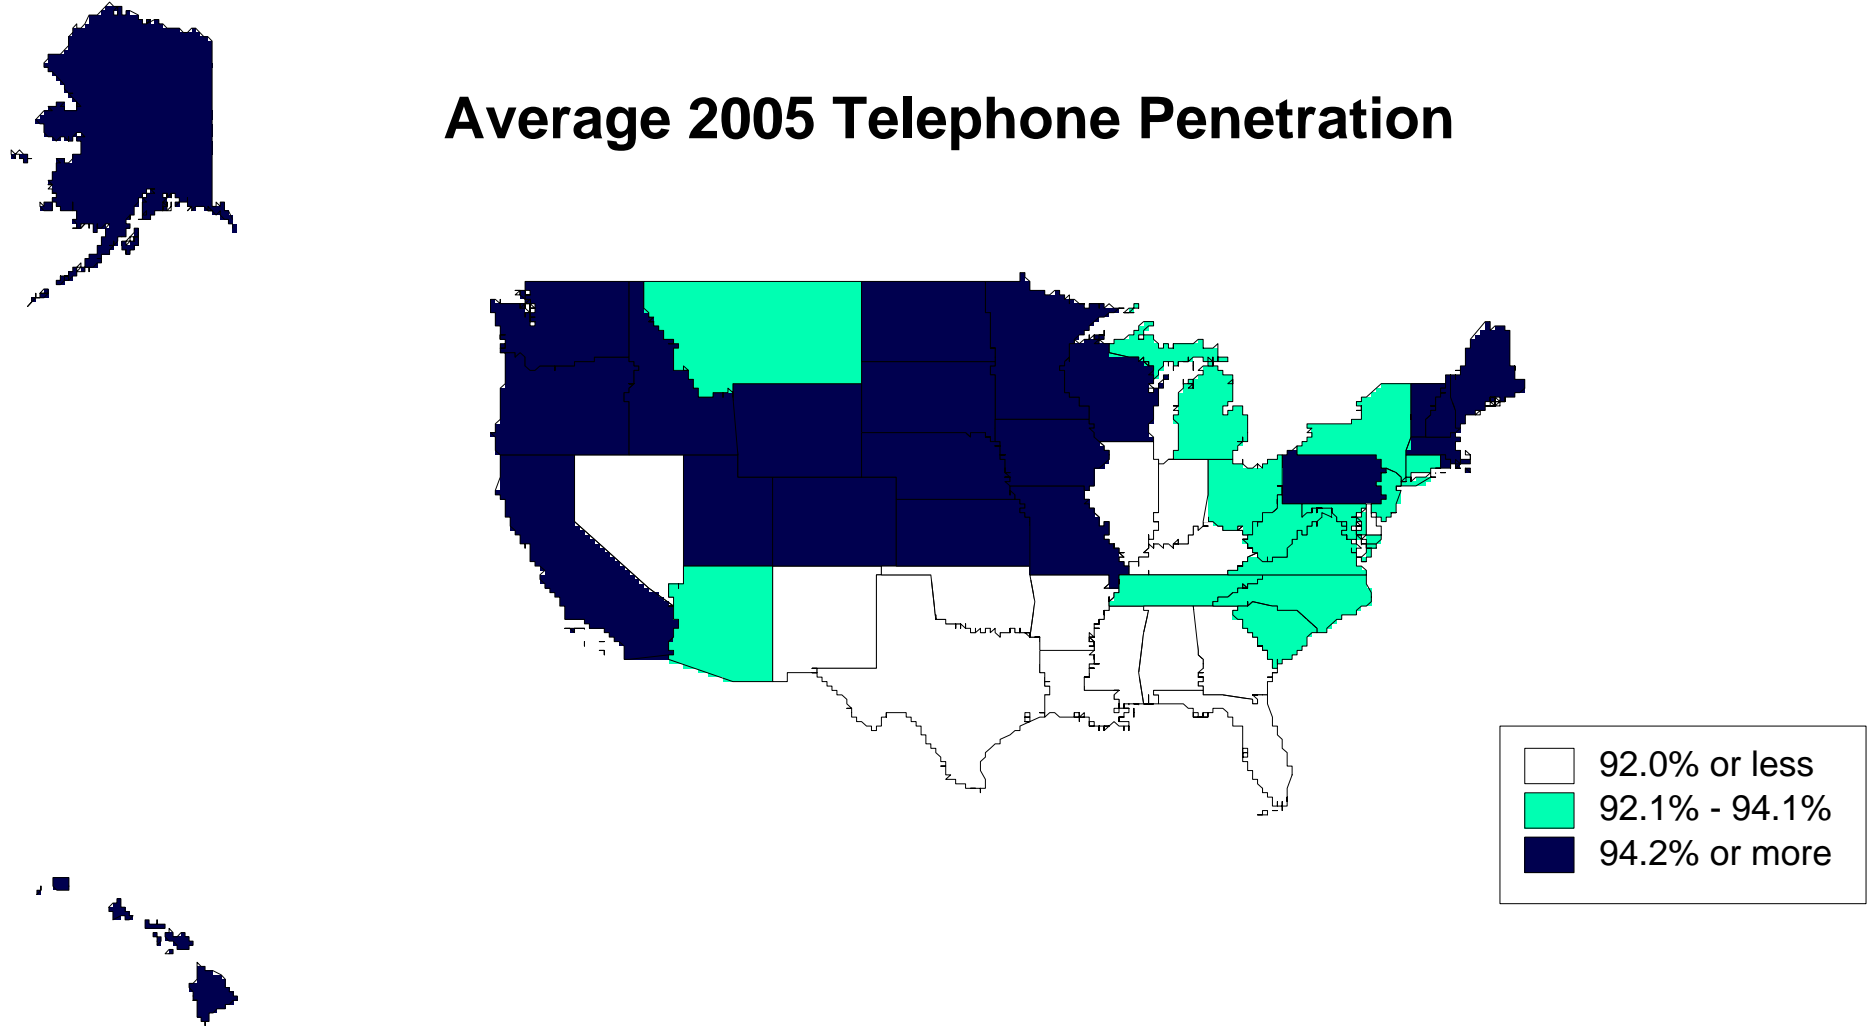 Average 2005 Telephone Penetration
92.0% or less
92.1% - 94.1%
94.2% or more